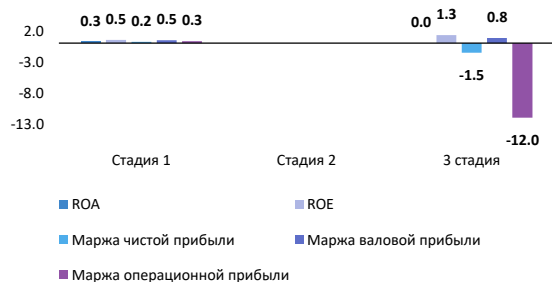 0.3 0.5 0.2 0.5 0.3
0.0 1.3 -1.5 0.8 -12.0
2.0
-3.0
-8.0
-13.0
Стадия 1 Стадия 2 3 стадия
ROA ROE
Маржа чистой прибыли Маржа валовой прибыли
Маржа операционной прибыли